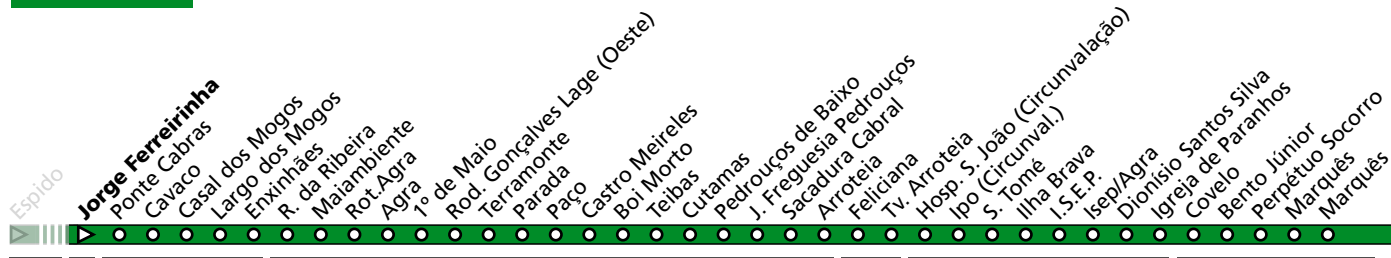 Espido
Jorge Ferreirinha
Ponte Cabras
Cavaco
Casal dos Mogos
Largo dos Mogos
Enxinhães
R. da Ribeira
Maiambiente
Rot.Agra
Agra
1º de Maio
Rod. Gonçalves Lage (Oeste)
Terramonte
Parada
Paço
Castro Meireles
Boi Morto
Teibas
Cutamas
Pedrouços de Baixo
J. Freguesia Pedrouços
Sacadura Cabral
Arroteia
Feliciana
Tv. Arroteia
Hosp. S. João (Circunvalação)
Ipo (Circunval.)
S. Tomé
Ilha Brava
I.S.E.P.
Isep/Agra
Dionísio Santos Silva
Igreja de Paranhos
Covelo
Bento Júnior
Perpétuo Socorro
Marquês
Marquês